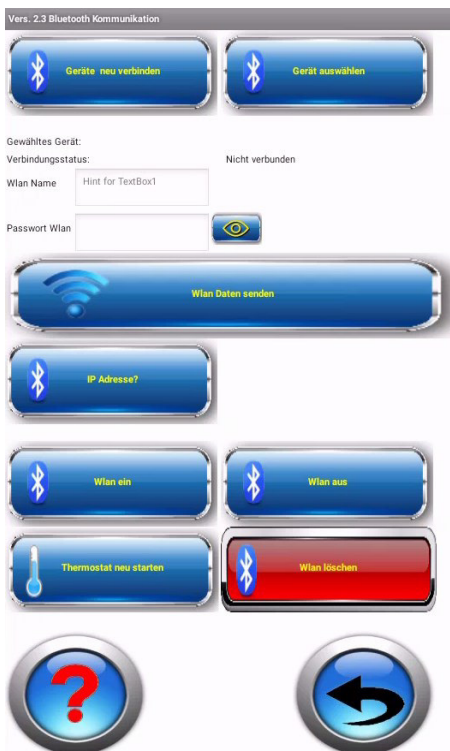 Vers. 2.3 Bluetooth Kommunikation
Geräte neu verbinden
Gerät auswählen
Gewähltes Gerät:
Verbindungsstatus: Nicht verbunden
Wlan Name Hint for TextBox1
Passwort Wlan
Wlan Daten senden
IP Adresse?
Wlan ein
Wlan aus
Thermostat neu starten
Wlan löschen
?